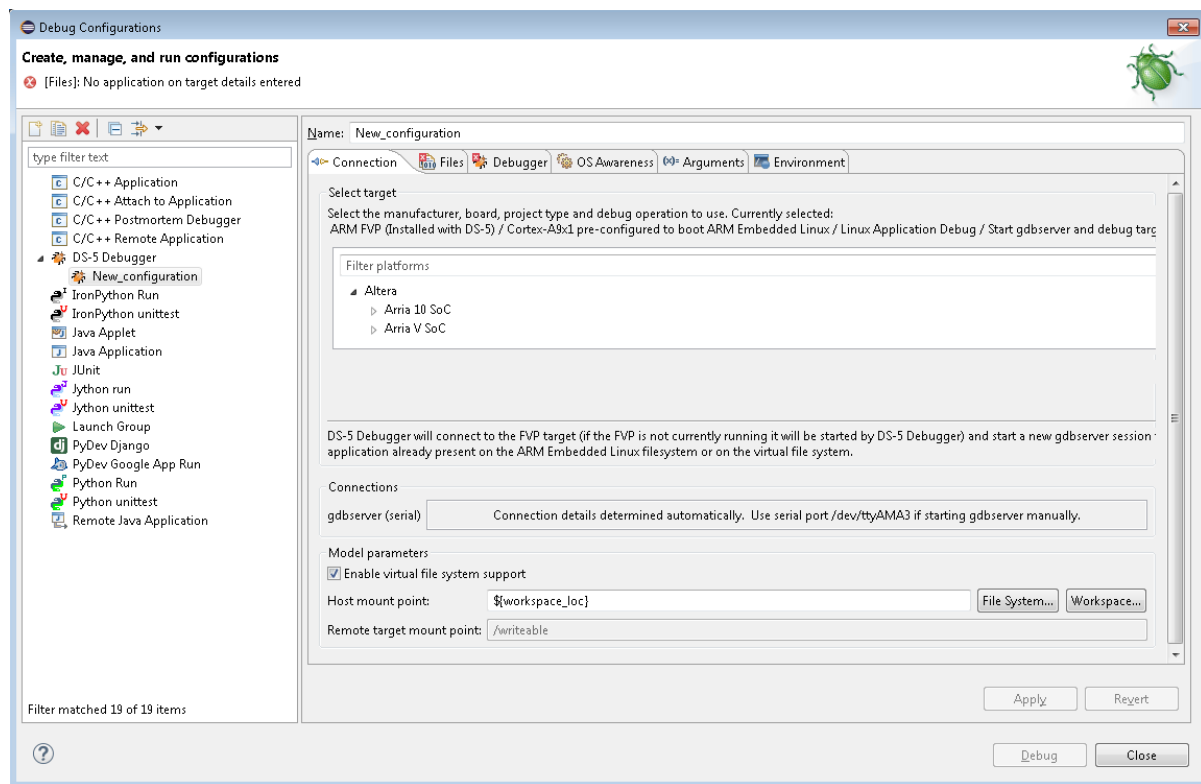 Debug Configurations
Create, manage, and run configurations
[Files]: No application on target details entered
type filter text
C/C++ Application
C/C++ Attach to Application
C/C++ Postmortem Debugger
C/C++ Remote Application
DS-5 Debugger
New_configuration
IronPython Run
IronPython unittest
Java Applet
Java Application
Ju JUnit
Jython run
Jython unittest
Launch Group
dj PyDev Django
PyDev Google App Run
Python Run
Python unittest
Remote Java Application
Filter matched 19 of 19 items
Name: New_configuration
Connection Files Debugger OS Awareness (x)= Arguments Environment
Select target
Select the manufacturer, board, project type and debug operation to use. Currently selected:
ARM FVP (Installed with DS-5) / Cortex-A9x1 pre-configured to boot ARM Embedded Linux / Linux Application Debug / Start gdbserver and debug targ
Filter platforms
Altera
Arria 10 SoC
Arria V SoC
DS-5 Debugger will connect to the FVP target (if the FVP is not currently running it will be started by DS-5 Debugger) and start a new gdbserver session
application already present on the ARM Embedded Linux filesystem or on the virtual file system.
Connections
gdbserver (serial) Connection details determined automatically. Use serial port /dev/ttyAMA3 if starting gdbserver manually.
Model parameters
Enable virtual file system support
Host mount point: ${workspace_loc} File System... Workspace...
Remote target mount point: /writeable
Apply Revert
? Debug Close